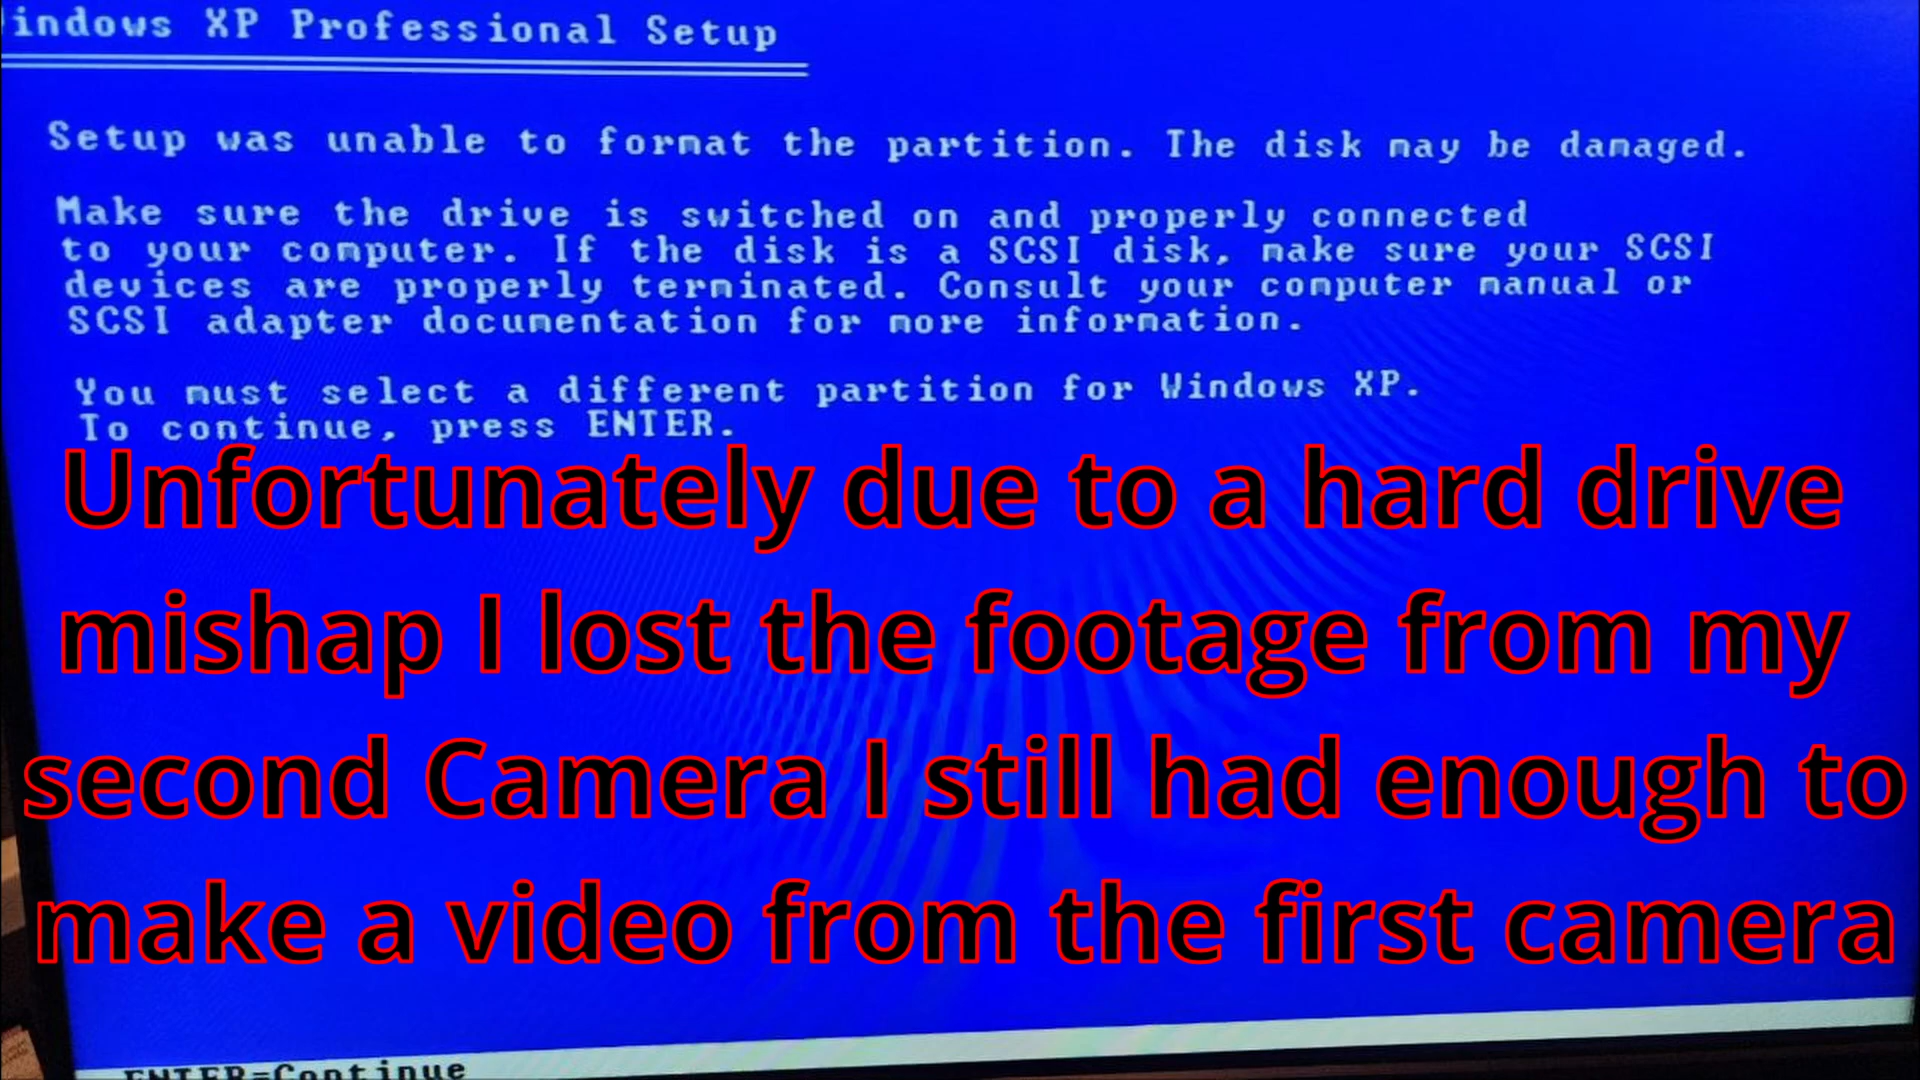 indows XP Professional Setup
Setup was unable to format the partition. The disk may be damaged.
Make sure the drive is switched on and properly connected
to your computer. If the disk is a SCSI disk, make sure your SCSI
devices are properly terminated. Consult your computer manual or
SCSI adapter documentation for more information.
You must select a different partition for Windows XP.
To continue, press ENTER.
Unfortunately due to a hard drive
mishap I lost the footage from my
second Camera I still had enough to
make a video from the first camera
ENTER=Continue